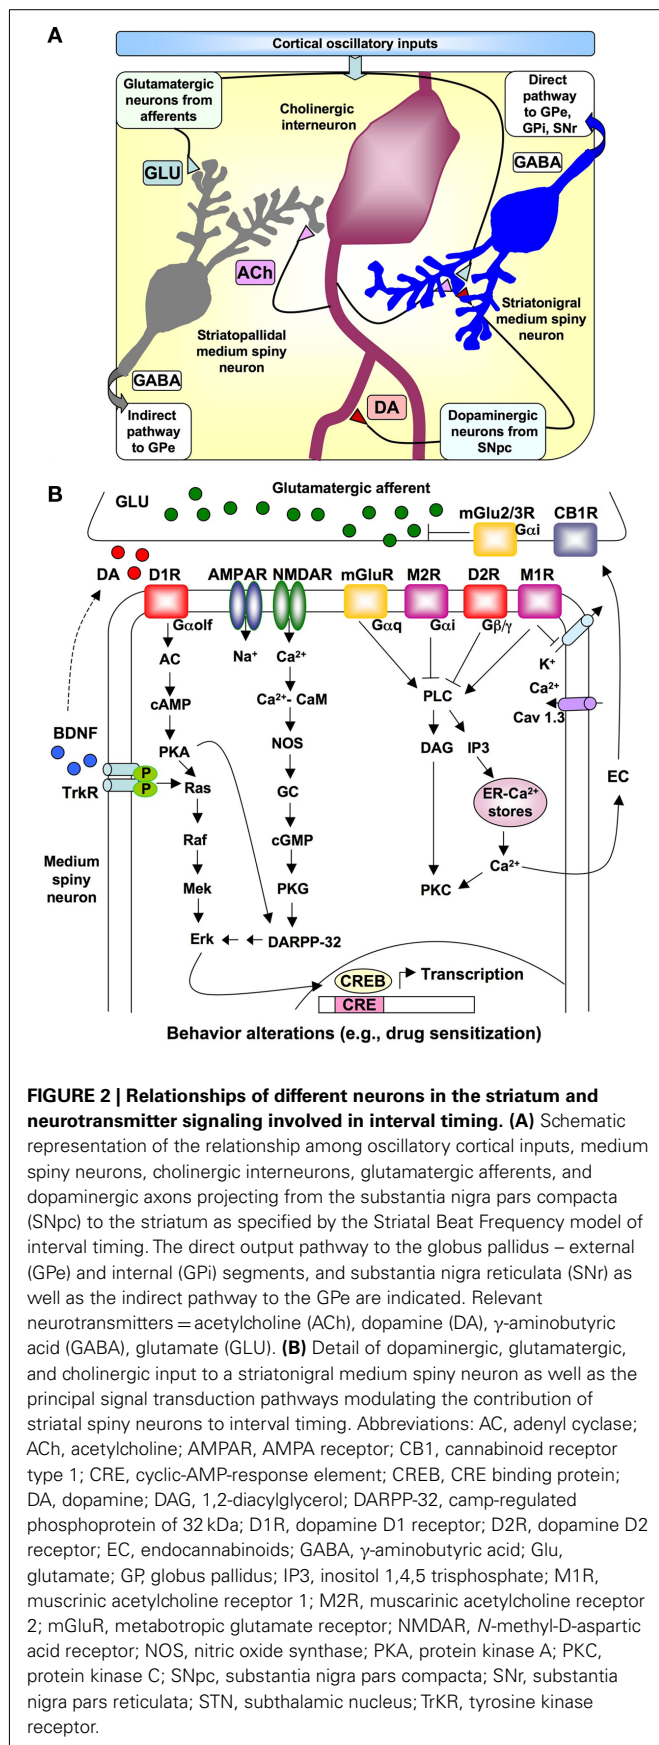 A
Cortical oscillatory inputs
Glutamatergic
neurons from
afferents
Cholinergic
interneuron
Direct
pathway
to GPe,
GPi, SNr
GLU
GABA
ACh
Striatopallidal
medium spiny
neuron
Striatonigral
medium spiny
neuron
GABA
Indirect
pathway
to GPe
DA
Dopaminergic
neurons from
SNpc
B
GLU
Glutamatergic afferent
mGlu2/3R
Gαi
CB1R
DA
D1R
AMPAR
NMDAR
mGluR
M2R
D2R
M1R
Gαolf
Gαq
Gαi
Gβ/γ
AC
Na⁺
Ca²⁺
K⁺
cAMP
Ca²⁺- CaM
PLC
Ca²⁺
Cav 1.3
BDNF
PKA
NOS
DAG
IP3
TrkR
P
P
Ras
GC
ER-Ca²⁺
stores
EC
Raf
cGMP
Medium
spiny
neuron
Mek
PKG
PKC
Ca²⁺
Erk
DARPP-32
CREB
Transcription
CRE
Behavior alterations (e.g., drug sensitization)
FIGURE 2 | Relationships of different neurons in the striatum and
neurotransmitter signaling involved in interval timing. (A) Schematic
representation of the relationship among oscillatory cortical inputs, medium
spiny neurons, cholinergic interneurons, glutamatergic afferents, and
dopaminergic axons projecting from the substantia nigra pars compacta
(SNpc) to the striatum as specified by the Striatal Beat Frequency model of
interval timing. The direct output pathway to the globus pallidus – external
(GPe) and internal (GPi) segments, and substantia nigra reticulata (SNr) as
well as the indirect pathway to the GPe are indicated. Relevant
neurotransmitters = acetylcholine (ACh), dopamine (DA), γ-aminobutyric
acid (GABA), glutamate (GLU). (B) Detail of dopaminergic, glutamatergic,
and cholinergic input to a striatonigral medium spiny neuron as well as the
principal signal transduction pathways modulating the contribution of
striatal spiny neurons to interval timing. Abbreviations: AC, adenyl cyclase;
ACh, acetylcholine; AMPAR, AMPA receptor; CB1, cannabinoid receptor
type 1; CRE, cyclic-AMP-response element; CREB, CRE binding protein;
DA, dopamine; DAG, 1,2-diacylglycerol; DARPP-32, camp-regulated
phosphoprotein of 32 kDa; D1R, dopamine D1 receptor; D2R, dopamine D2
receptor; EC, endocannabinoids; GABA, γ-aminobutyric acid; Glu,
glutamate; GP, globus pallidus; IP3, inositol 1,4,5 trisphosphate; M1R,
muscrinic acetylcholine receptor 1; M2R, muscarinic acetylcholine receptor
2; mGluR, metabotropic glutamate receptor; NMDAR, N-methyl-D-aspartic
acid receptor; NOS, nitric oxide synthase; PKA, protein kinase A; PKC,
protein kinase C; SNpc, substantia nigra pars compacta; SNr, substantia
nigra pars reticulata; STN, subthalamic nucleus; TrKR, tyrosine kinase
receptor.